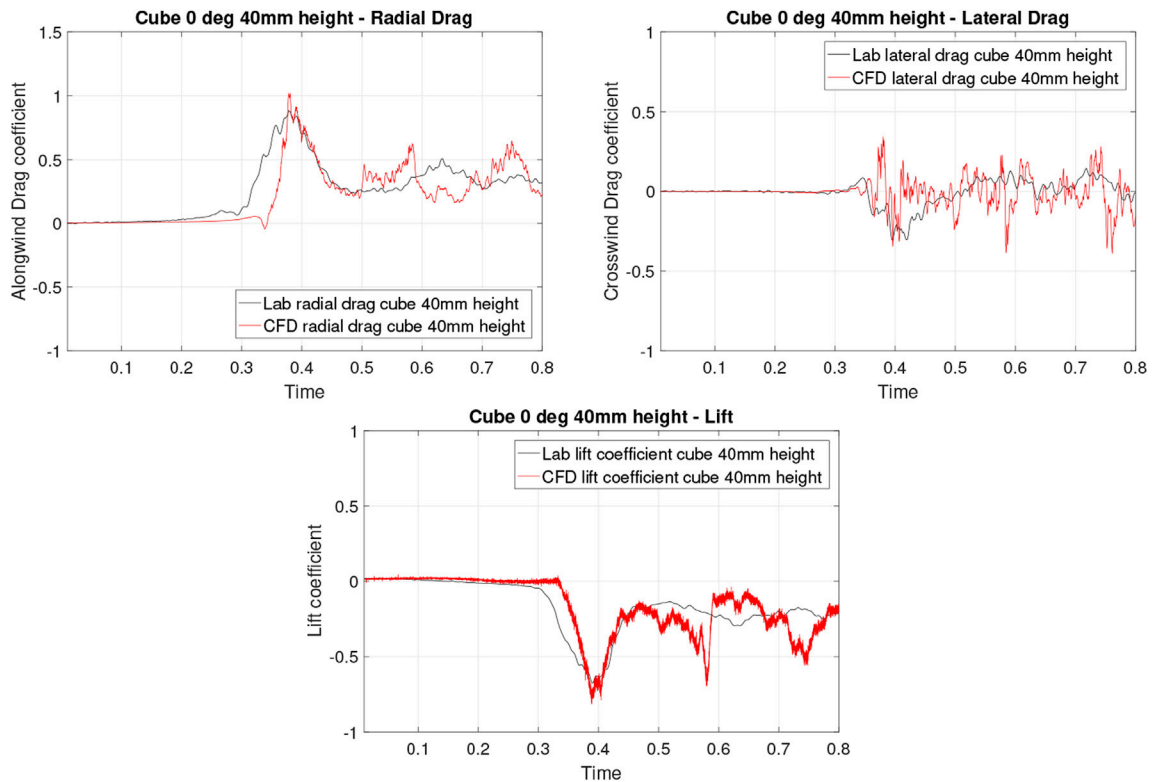 Cube 0 deg 40mm height - Radial Drag
1.5
1
0.5
0
-0.5
-1
Alongwind Drag coefficient
Lab radial drag cube 40mm height
CFD radial drag cube 40mm height
0.1 0.2 0.3 0.4 0.5 0.6 0.7 0.8
Time
Cube 0 deg 40mm height - Lateral Drag
1
0.5
0
-0.5
-1
Crosswind Drag coefficient
Lab lateral drag cube 40mm height
CFD lateral drag cube 40mm height
0.1 0.2 0.3 0.4 0.5 0.6 0.7 0.8
Time
Cube 0 deg 40mm height - Lift
1
0.5
0
-0.5
-1
Lift coefficient
Lab lift coefficient cube 40mm height
CFD lift coefficient cube 40mm height
0.1 0.2 0.3 0.4 0.5 0.6 0.7 0.8
Time